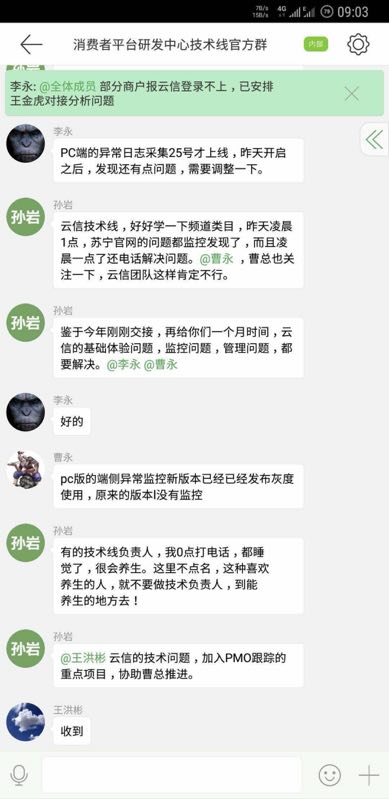 7B/s
15B/s
4G
E
79
09:03
消费者平台研发中心技术线官方群
内部
李永: @全体成员 部分商户报云信登录不上，已安排
王金虎对接分析问题
李永
PC端的异常日志采集25号才上线，昨天开启
之后，发现还有点问题，需要调整一下。
孙岩
孙岩
云信技术线，好好学一下频道类目，昨天凌晨
1点，苏宁官网的问题都监控发现了，而且凌
晨一点了还电话解决问题。@曹永 ，曹总也关
注一下，云信团队这样肯定不行。
孙岩
孙岩
鉴于今年刚刚交接，再给你们一个月时间，云
信的基础体验问题，监控问题，管理问题，都
要解决。@李永 @曹永
李永
好的
曹永
pc版的端侧异常监控新版本已经已经发布灰度
使用，原来的版本l没有监控
孙岩
孙岩
有的技术线负责人，我0点打电话，都睡
觉了，很会养生。这里不点名，这种喜欢
养生的人，就不要做技术负责人，到能
养生的地方去！
孙岩
孙岩
@王洪彬 云信的技术问题，加入PMO跟踪的
重点项目，协助曹总推进。
王洪彬
收到